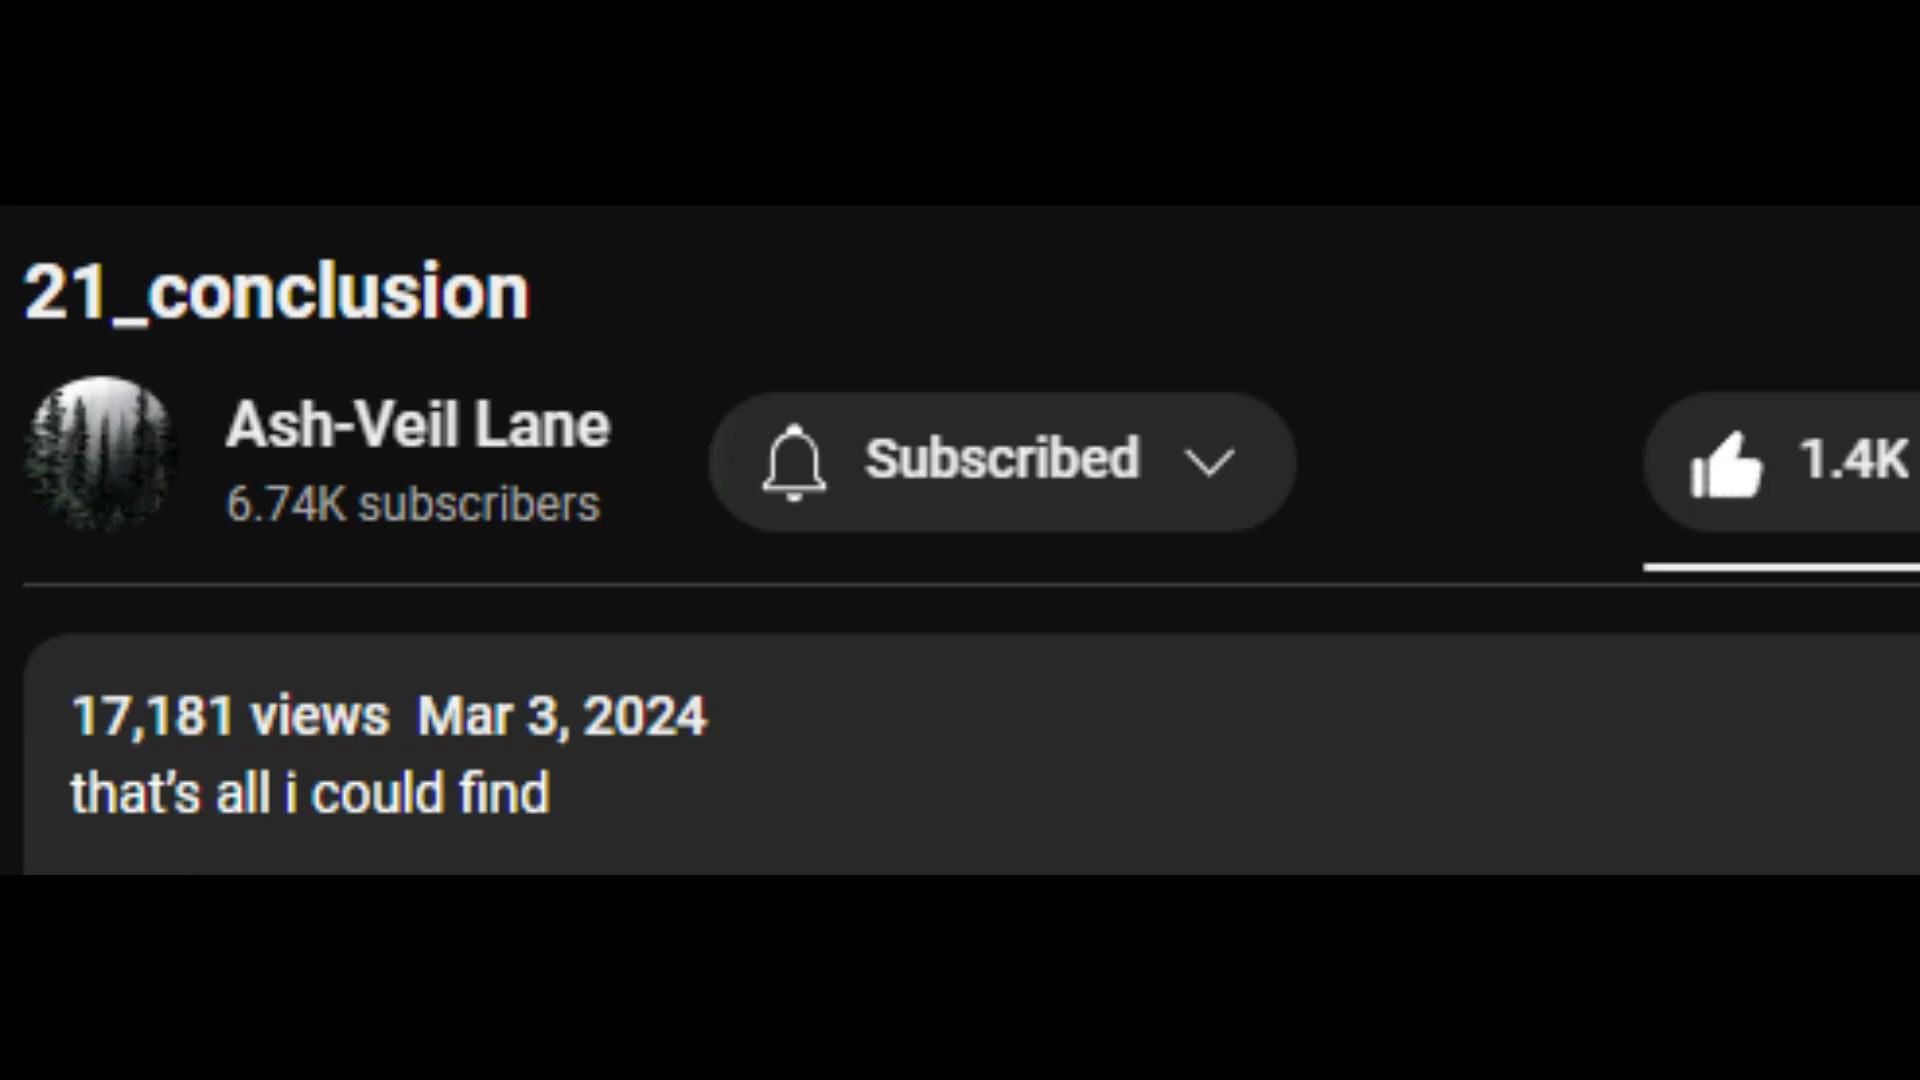 21_conclusion
Ash-Veil Lane
6.74K subscribers
Subscribed
1.4K
17,181 views  Mar 3, 2024
that's all i could find